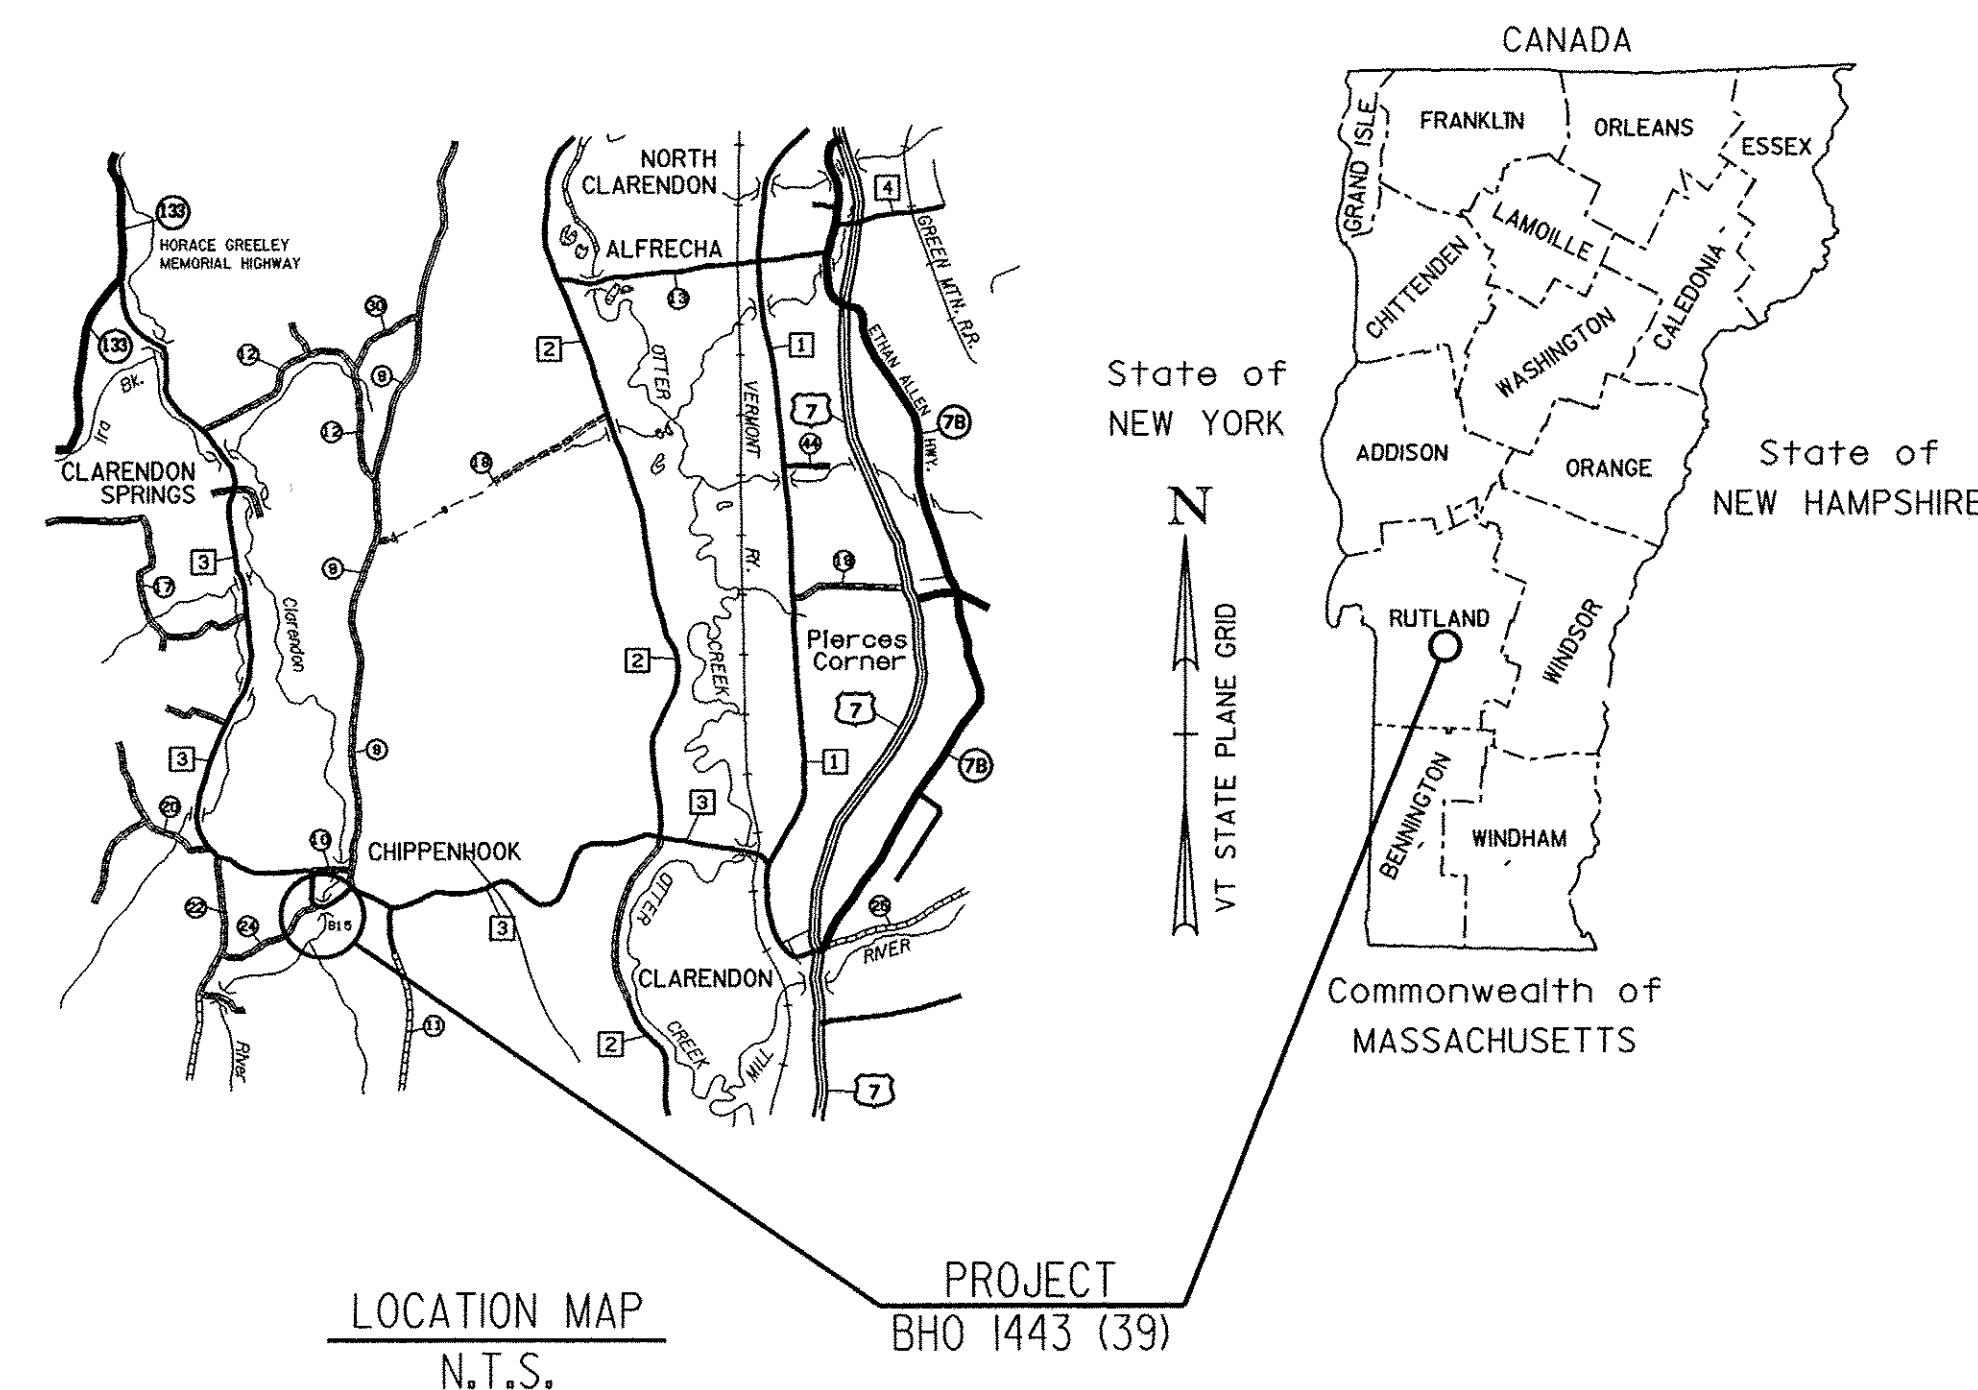 CANADA
GRAND ISLE
FRANKLIN
ORLEANS
ESSEX
LAMOILLE
CHITTENDEN
CALEDONIA
WASHINGTON
State of
NEW YORK
ADDISON
ORANGE
State of
NEW HAMPSHIRE
RUTLAND
WINDSOR
BENNINGTON
WINDHAM
Commonwealth of
MASSACHUSETTS
N
VT STATE PLANE GRID
NORTH
CLARENDON
4
133
HORACE GREELEY
MEMORIAL HIGHWAY
ALFRECHA
GREEN MTN. R.R.
13
30
133
12
2
1
ETHAN ALLEN
HWY.
8
OTTER
VERMONT
RY.
Ira
BK.
7
7B
12
44
CLARENDON
SPRINGS
18
3
9
19
17
Clarendon
CREEK
Pierces
Corner
2
7
3
9
1
7B
20
3
CHIPPENHOOK
OTTER
22
24
B15
3
26
RIVER
CLARENDON
11
2
CREEK
MILL
River
7
PROJECT
BHO 1443 (39)
LOCATION MAP
N.T.S.